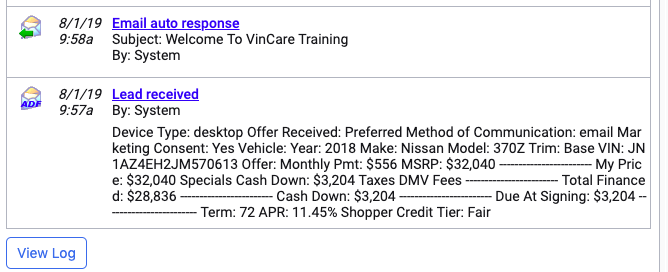 8/1/19 Email auto response
9:58a Subject: Welcome To VinCare Training
By: System
ADF 8/1/19 Lead received
9:57a By: System
Device Type: desktop Offer Received: Preferred Method of Communication: email Mar
keting Consent: Yes Vehicle: Year: 2018 Make: Nissan Model: 370Z Trim: Base VIN: JN
1AZ4EH2JM570613 Offer: Monthly Pmt: $556 MSRP: $32,040 ----------------------- My Pric
e: $32,040 Specials Cash Down: $3,204 Taxes DMV Fees ----------------------- Total Finance
d: $28,836 ----------------------- Cash Down: $3,204 ----------------------- Due At Signing: $3,204 --
--------------------- Term: 72 APR: 11.45% Shopper Credit Tier: Fair
View Log